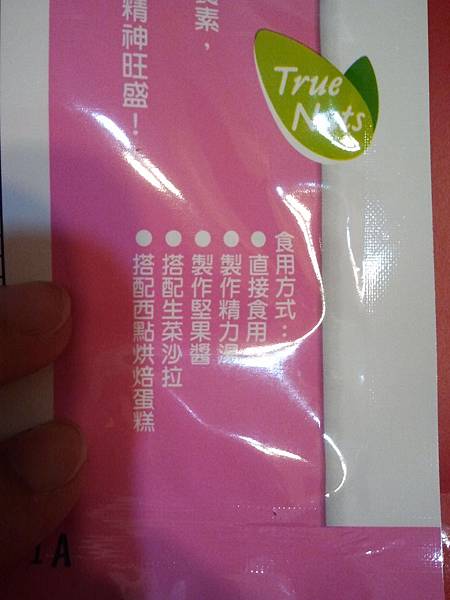 True
Nuts
素，
精神旺盛！
食用方式：
●直接食用
●製作精力湯
●製作堅果醬
●搭配生菜沙拉
●搭配西點烘焙蛋糕
1A